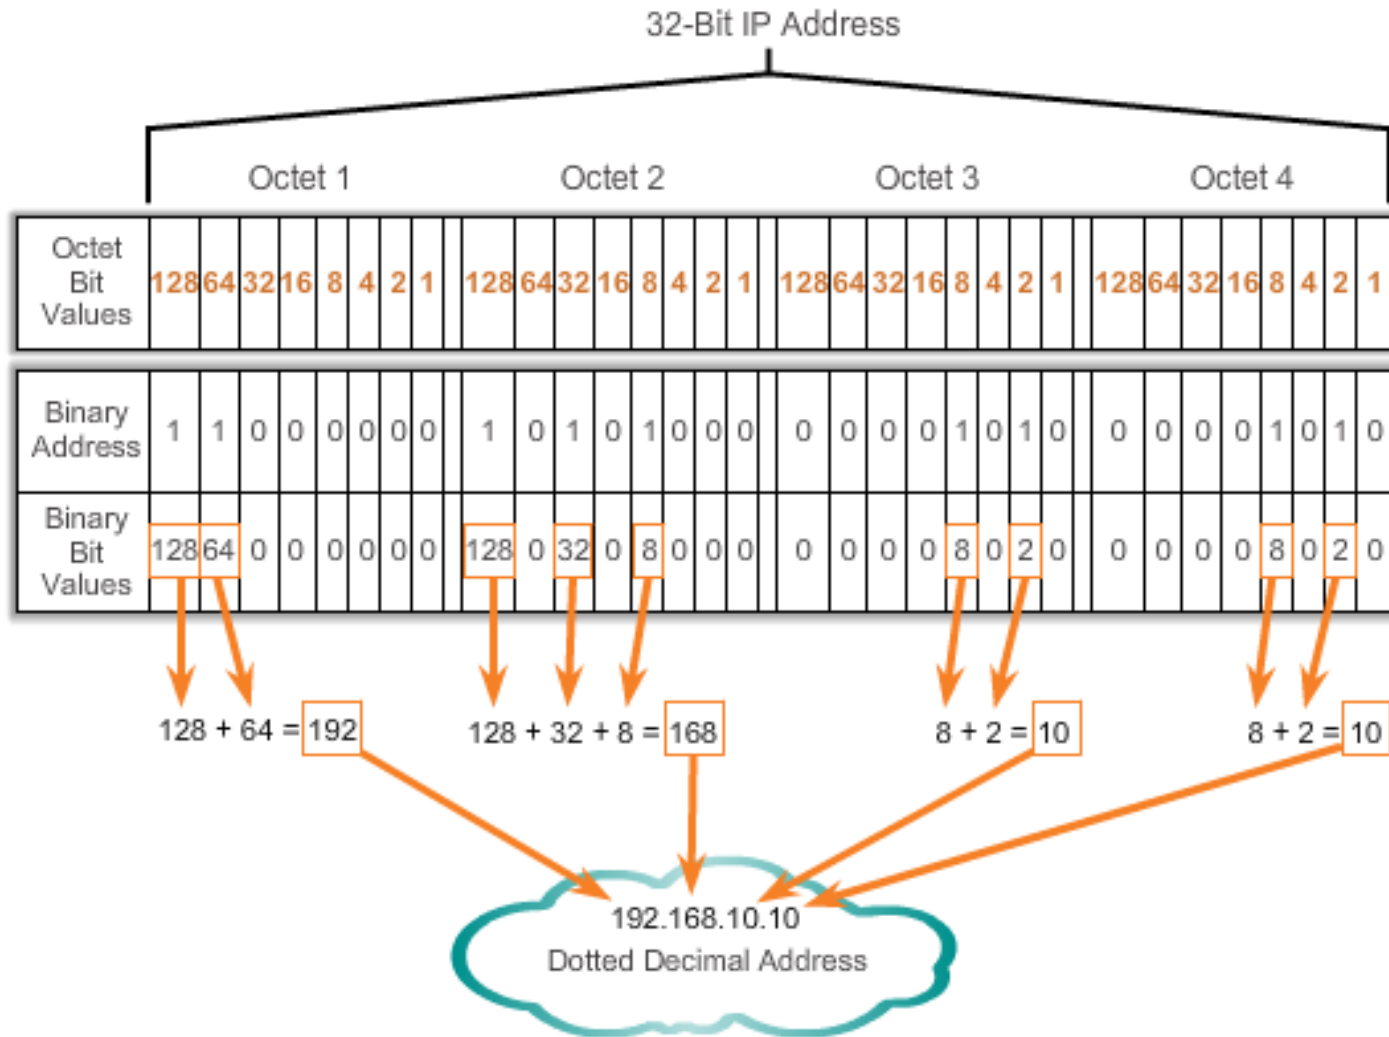 32-Bit IP Address
Octet 1 Octet 2 Octet 3 Octet 4
Octet
Bit
Values
128 64 32 16 8 4 2 1 128 64 32 16 8 4 2 1 128 64 32 16 8 4 2 1 128 64 32 16 8 4 2 1
Binary
Address
1 1 0 0 0 0 0 0 1 0 1 0 1 0 0 0 0 0 0 0 1 0 1 0 0 0 0 0 1 0 1 0
Binary
Bit
Values
128 64 0 0 0 0 0 0 128 0 32 0 8 0 0 0 0 0 0 0 8 0 2 0 0 0 0 0 8 0 2 0
128 + 64 = 192 128 + 32 + 8 = 168 8 + 2 = 10 8 + 2 = 10
192.168.10.10
Dotted Decimal Address